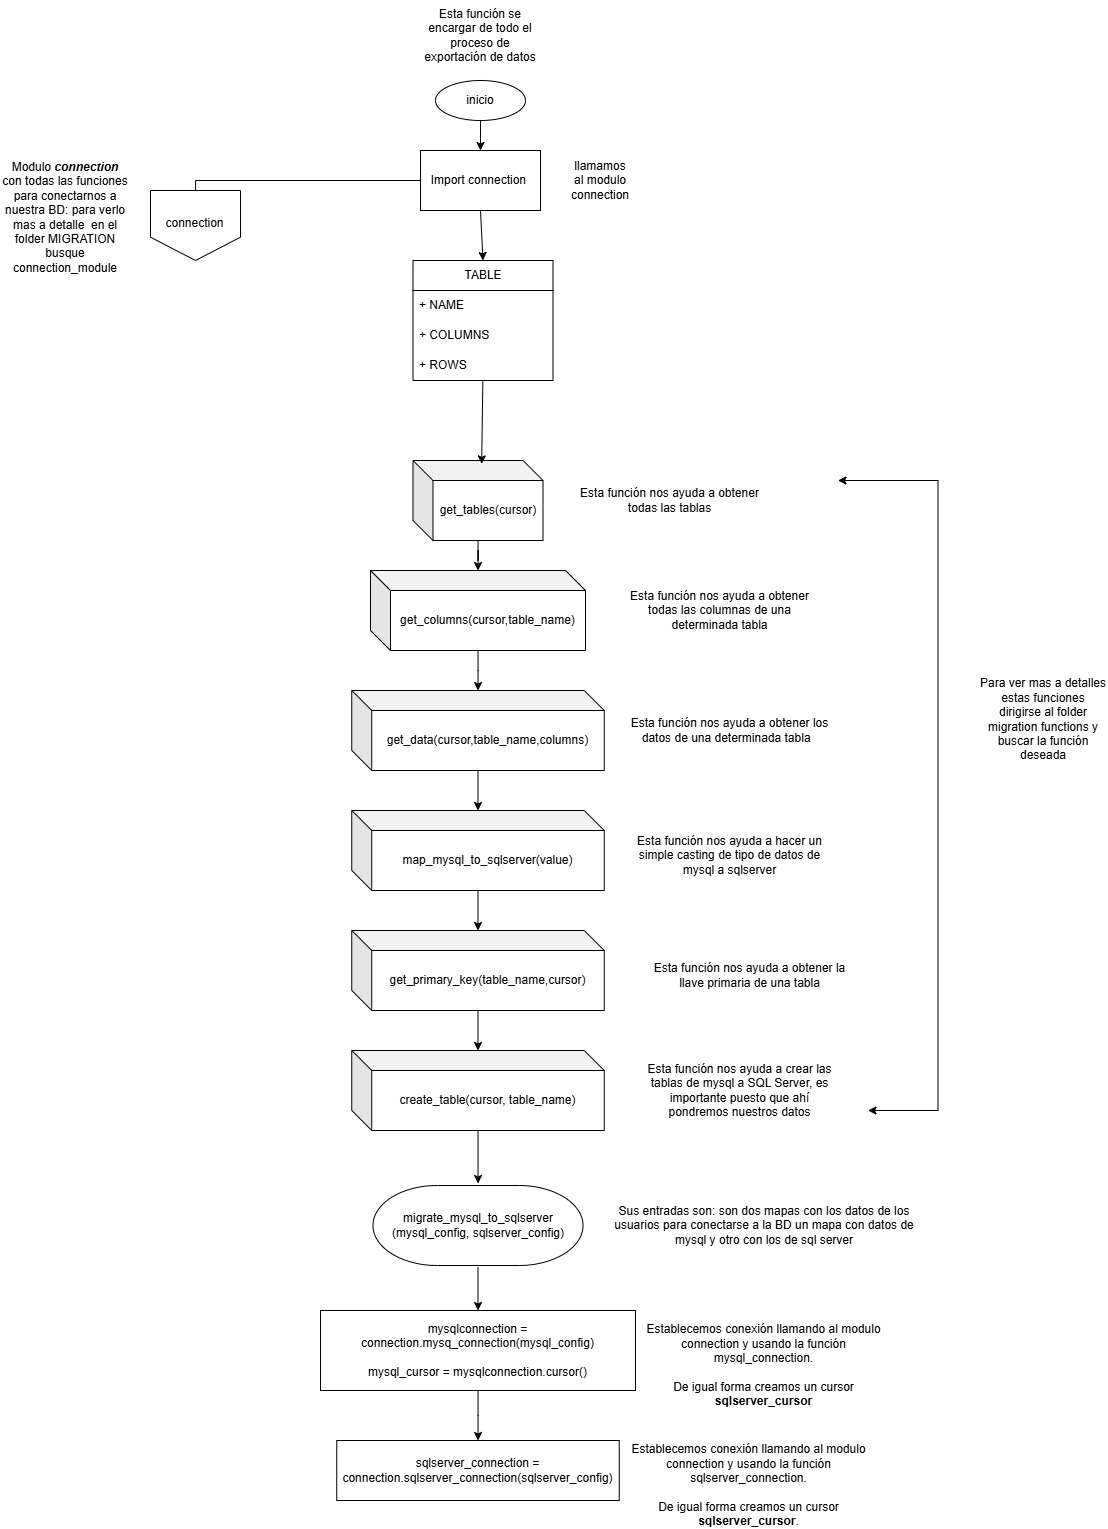 Esta función se
encargar de todo el
proceso de
exportación de datos
inicio
Modulo connection
con todas las funciones
para conectarnos a
nuestra BD: para verlo
mas a detalle en el
folder MIGRATION
busque
connection_module
connection
Import connection
llamamos
al modulo
connection
TABLE
+ NAME
+ COLUMNS
+ ROWS
get_tables(cursor)
Esta función nos ayuda a obtener
todas las tablas
get_columns(cursor,table_name)
Esta función nos ayuda a obtener
todas las columnas de una
determinada tabla
get_data(cursor,table_name,columns)
Esta función nos ayuda a obtener los
datos de una determinada tabla
Para ver mas a detalles
estas funciones
dirigirse al folder
migration functions y
buscar la función
deseada
map_mysql_to_sqlserver(value)
Esta función nos ayuda a hacer un
simple casting de tipo de datos de
mysql a sqlserver
get_primary_key(table_name,cursor)
Esta función nos ayuda a obtener la
llave primaria de una tabla
create_table(cursor, table_name)
Esta función nos ayuda a crear las
tablas de mysql a SQL Server, es
importante puesto que ahí
pondremos nuestros datos
migrate_mysql_to_sqlserver
(mysql_config, sqlserver_config)
Sus entradas son: son dos mapas con los datos de los
usuarios para conectarse a la BD un mapa con datos de
mysql y otro con los de sql server
mysqlconnection =
connection.mysq_connection(mysql_config)
mysql_cursor = mysqlconnection.cursor()
Establecemos conexión llamando al modulo
connection y usando la función
mysql_connection.
De igual forma creamos un cursor
sqlserver_cursor
sqlserver_connection =
connection.sqlserver_connection(sqlserver_config)
Establecemos conexión llamando al modulo
connection y usando la función
sqlserver_connection.
De igual forma creamos un cursor
sqlserver_cursor.